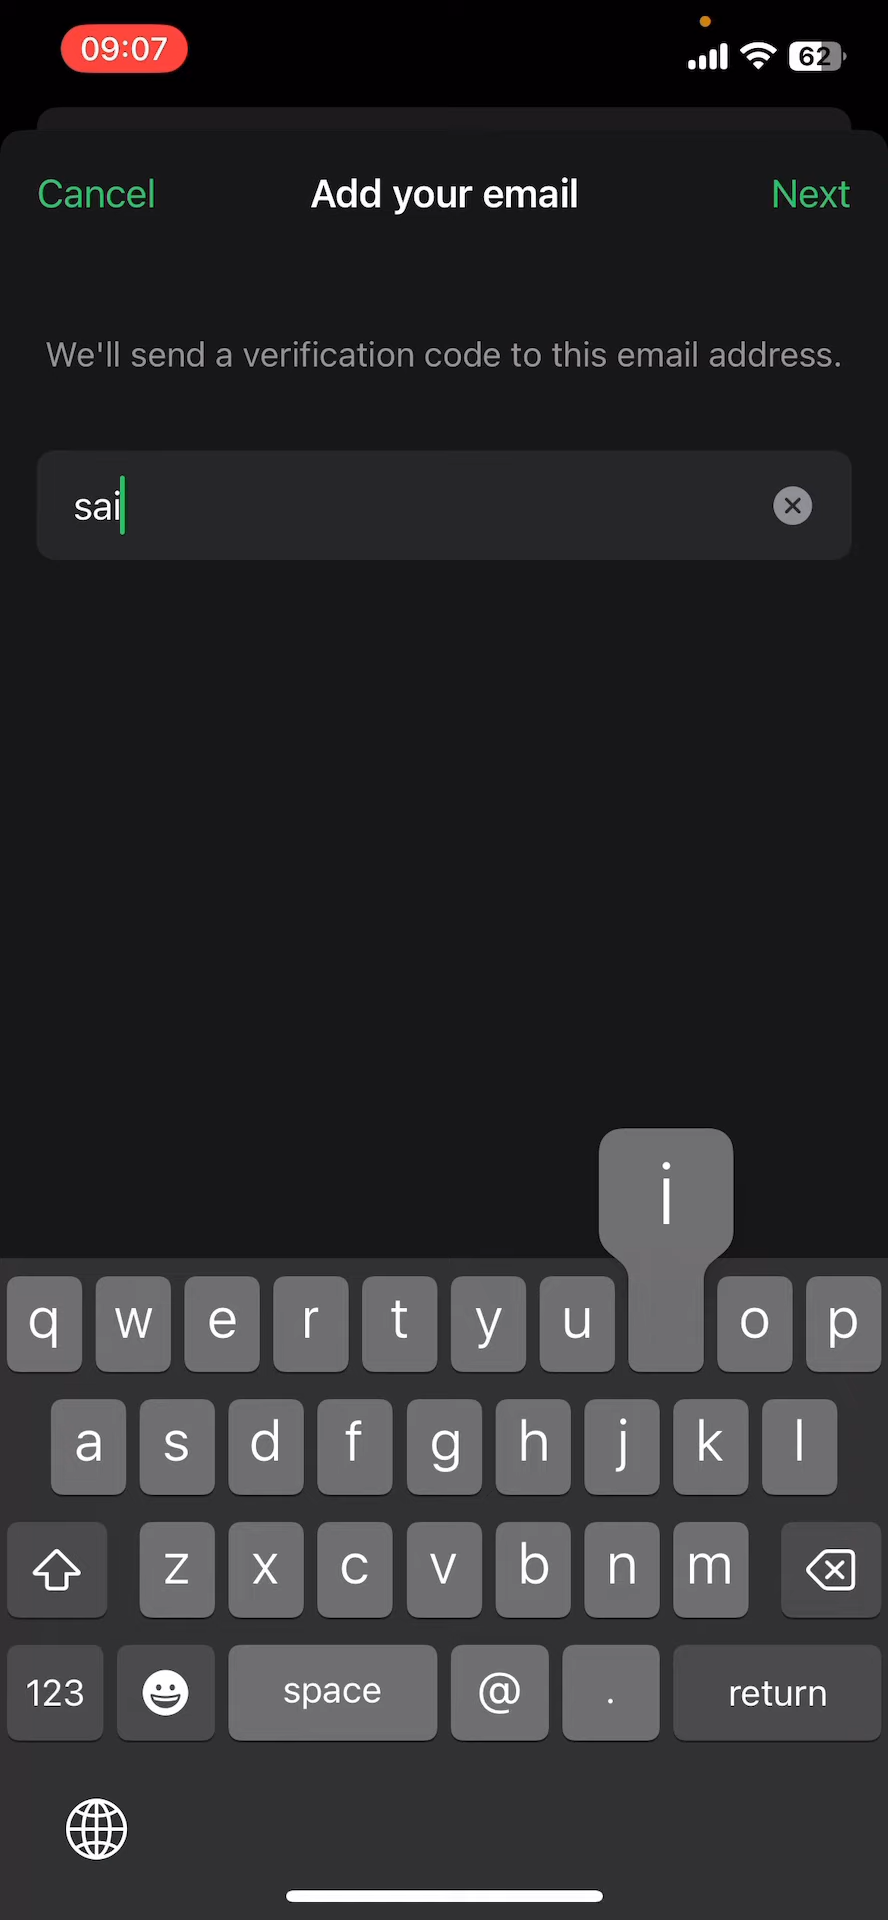 09:07 62
Cancel Add your email Next
We'll send a verification code to this email address.
sai
i
q w e r t y u o p
a s d f g h j k l
z x c v b n m
123 space @ . return